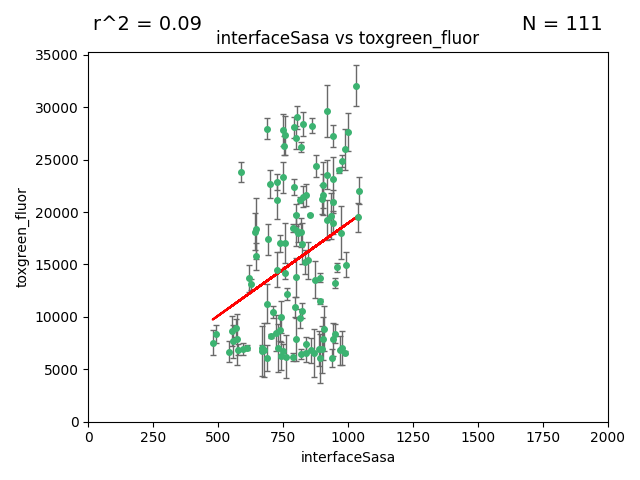 r^2 = 0.09
N = 111
interfaceSasa vs toxgreen_fluor
35000
30000
25000
20000
15000
10000
5000
0
toxgreen_fluor
0 250 500 750 1000 1250 1500 1750 2000
interfaceSasa